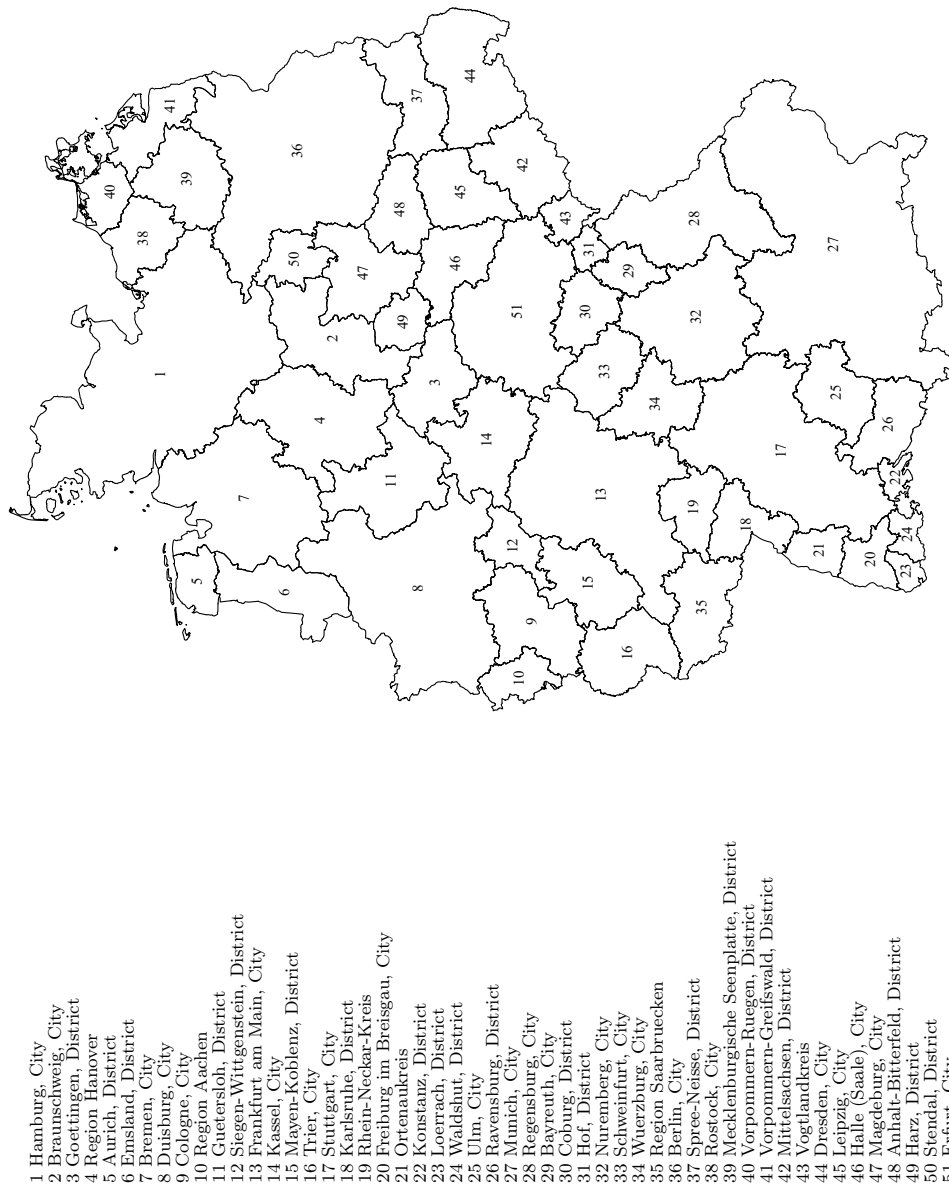 1 Hamburg, City
2 Braunschweig, City
3 Goettingen, District
4 Region Hanover
5 Aurich, District
6 Emsland, District
7 Bremen, City
8 Duisburg, City
9 Cologne, City
10 Region Aachen
11 Guetersloh, District
12 Siegen-Wittgenstein, District
13 Frankfurt am Main, City
14 Kassel, City
15 Mayen-Koblenz, District
16 Trier, City
17 Stuttgart, City
18 Karlsruhe, District
19 Rhein-Neckar-Kreis
20 Freiburg im Breisgau, City
21 Ortenaukreis
22 Konstanz, District
23 Loerrach, District
24 Waldshut, District
25 Ulm, City
26 Ravensburg, District
27 Munich, City
28 Regensburg, City
29 Bayreuth, City
30 Coburg, District
31 Hof, District
32 Nuremberg, City
33 Schweinfurt, City
34 Wuerzburg, City
35 Region Saarbruecken
36 Berlin, City
37 Spree-Neisse, District
38 Rostock, City
39 Mecklenburgische Seenplatte, District
40 Vorpommern-Ruegen, District
41 Vorpommern-Greifswald, District
42 Mittelsachsen, District
43 Vogtlandkreis
44 Dresden, City
45 Leipzig, City
46 Halle (Saale), City
47 Magdeburg, City
48 Anhalt-Bitterfeld, District
49 Harz, District
50 Stendal, District
51 Erfurt, City
1
2
3
4
5
6
7
8
9
10
11
12
13
14
15
16
17
18
19
20
21
22
23
24
25
26
27
28
29
30
31
32
33
34
35
36
37
38
39
40
41
42
43
44
45
46
47
48
49
50
51